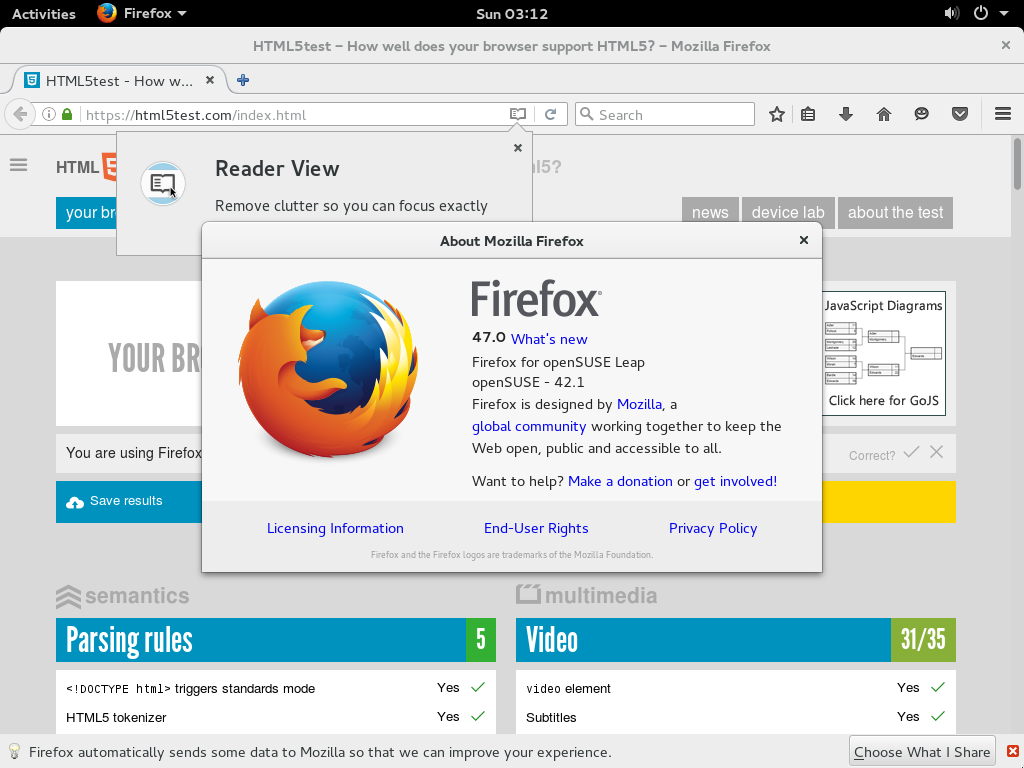 Activities Firefox Sun 03:12
HTML5test – How well does your browser support HTML5? – Mozilla Firefox
HTML5test - How w...
https://html5test.com/index.html Search
HTML ml5?
Reader View
Remove clutter so you can focus exactly
your br news device lab about the test
About Mozilla Firefox
Firefox
47.0 What's new
Firefox for openSUSE Leap
openSUSE - 42.1
Firefox is designed by Mozilla, a
global community working together to keep the
Web open, public and accessible to all.
Want to help? Make a donation or get involved!
Licensing Information End-User Rights Privacy Policy
Firefox and the Firefox logos are trademarks of the Mozilla Foundation.
JavaScript Diagrams
Click here for GoJS
YOUR BR
You are using Firefox Correct?
Save results
semantics multimedia
Parsing rules 5 Video 31/35
<!DOCTYPE html> triggers standards mode Yes video element Yes
HTML5 tokenizer Yes Subtitles Yes
Firefox automatically sends some data to Mozilla so that we can improve your experience. Choose What I Share